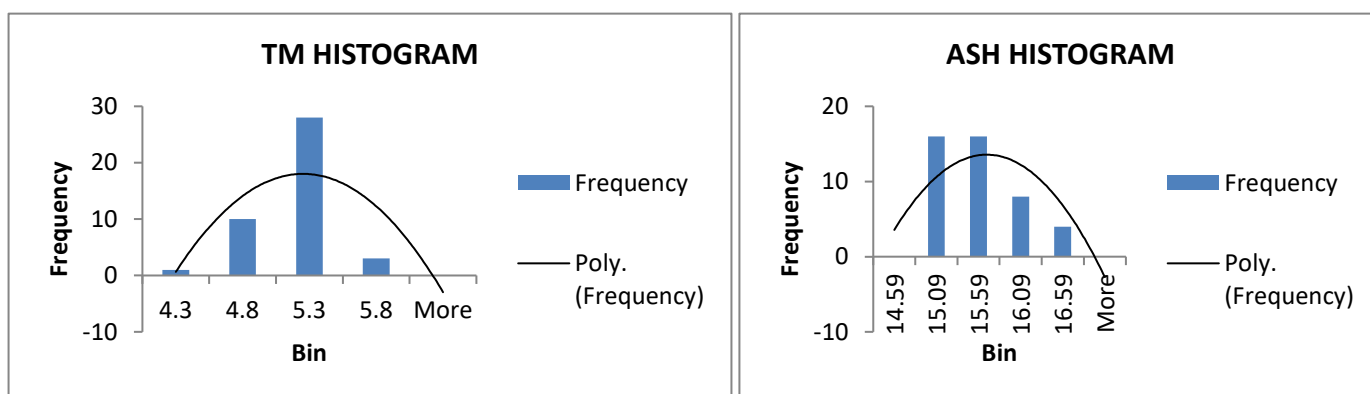 TM HISTOGRAM
30
20
10
0
-10
Frequency
4.3 4.8 5.3 5.8 More
Bin
Frequency
Poly.
(Frequency)
ASH HISTOGRAM
20
10
0
-10
Frequency
14.59 15.09 15.59 16.09 16.59 More
Bin
Frequency
Poly.
(Frequency)